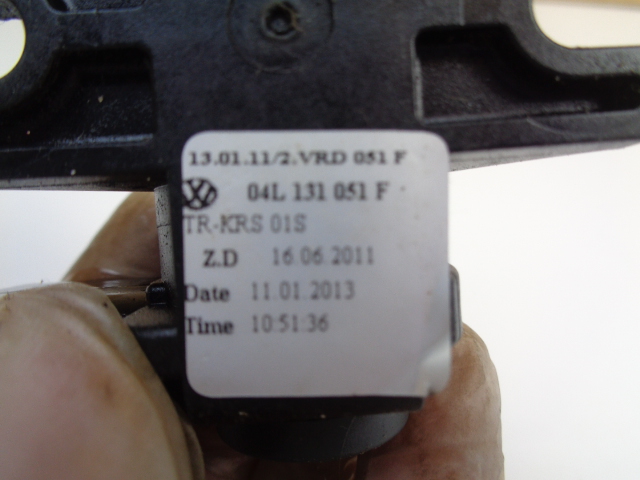 13.01.11/2.VRD 051 F
04L 131 051 F
TR-KRS 01S
Z.D 16.06.2011
Date 11.01.2013
Time 10:51:36